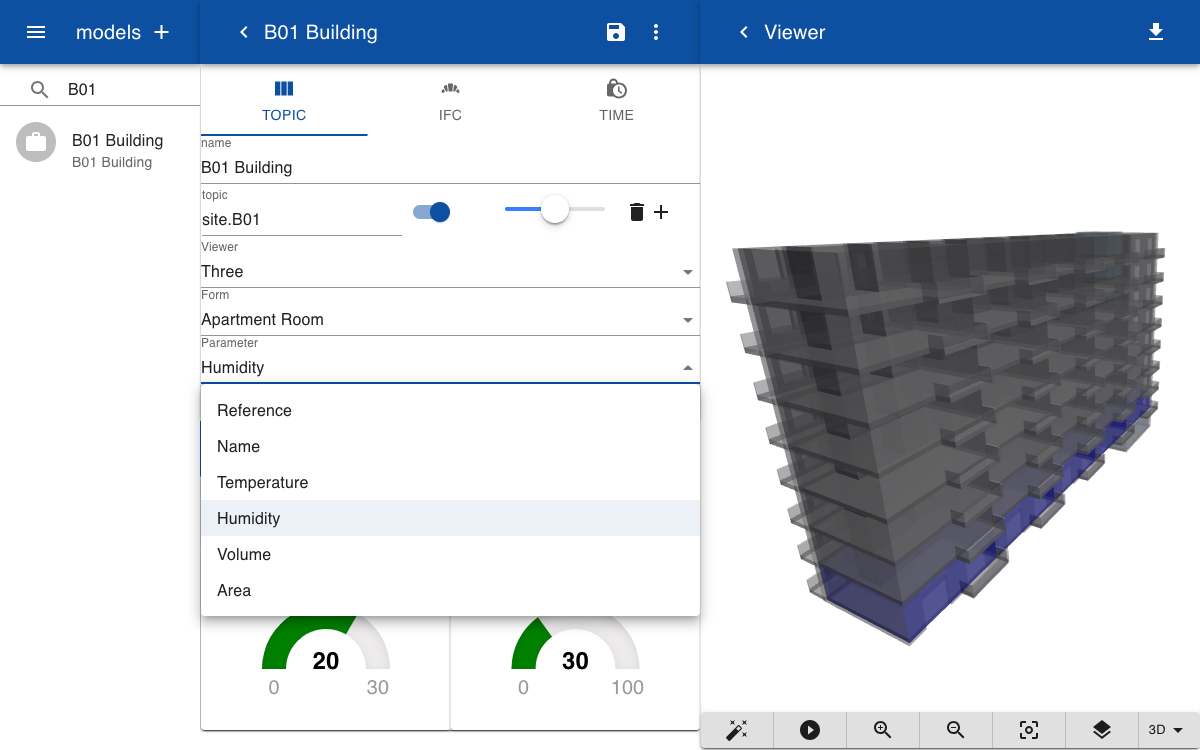 models
B01 Building
Viewer
B01
B01 Building
B01 Building
TOPIC
IFC
TIME
name
B01 Building
topic
site.B01
Viewer
Three
Form
Apartment Room
Parameter
Humidity
Reference
Name
Temperature
Humidity
Volume
Area
20
0
30
30
0
100
3D